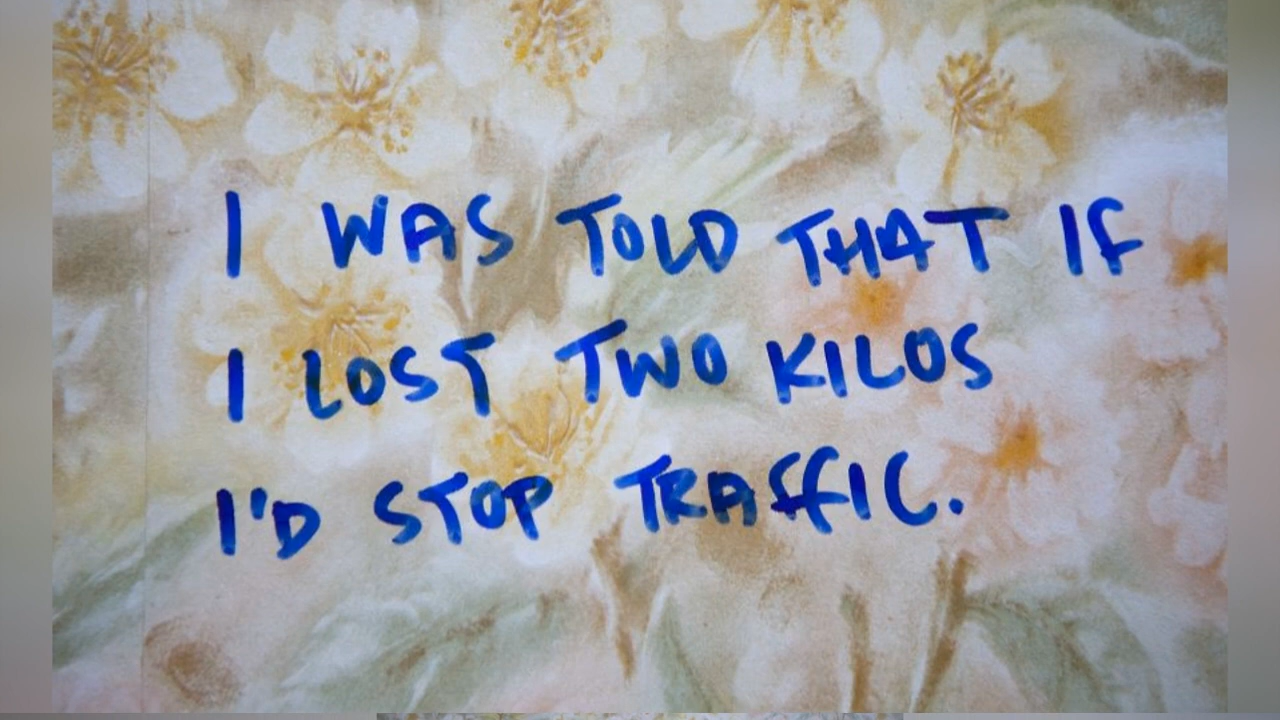 I WAS TOLD THAT IF
I LOST TWO KILOS
I'D STOP TRAFFIC.